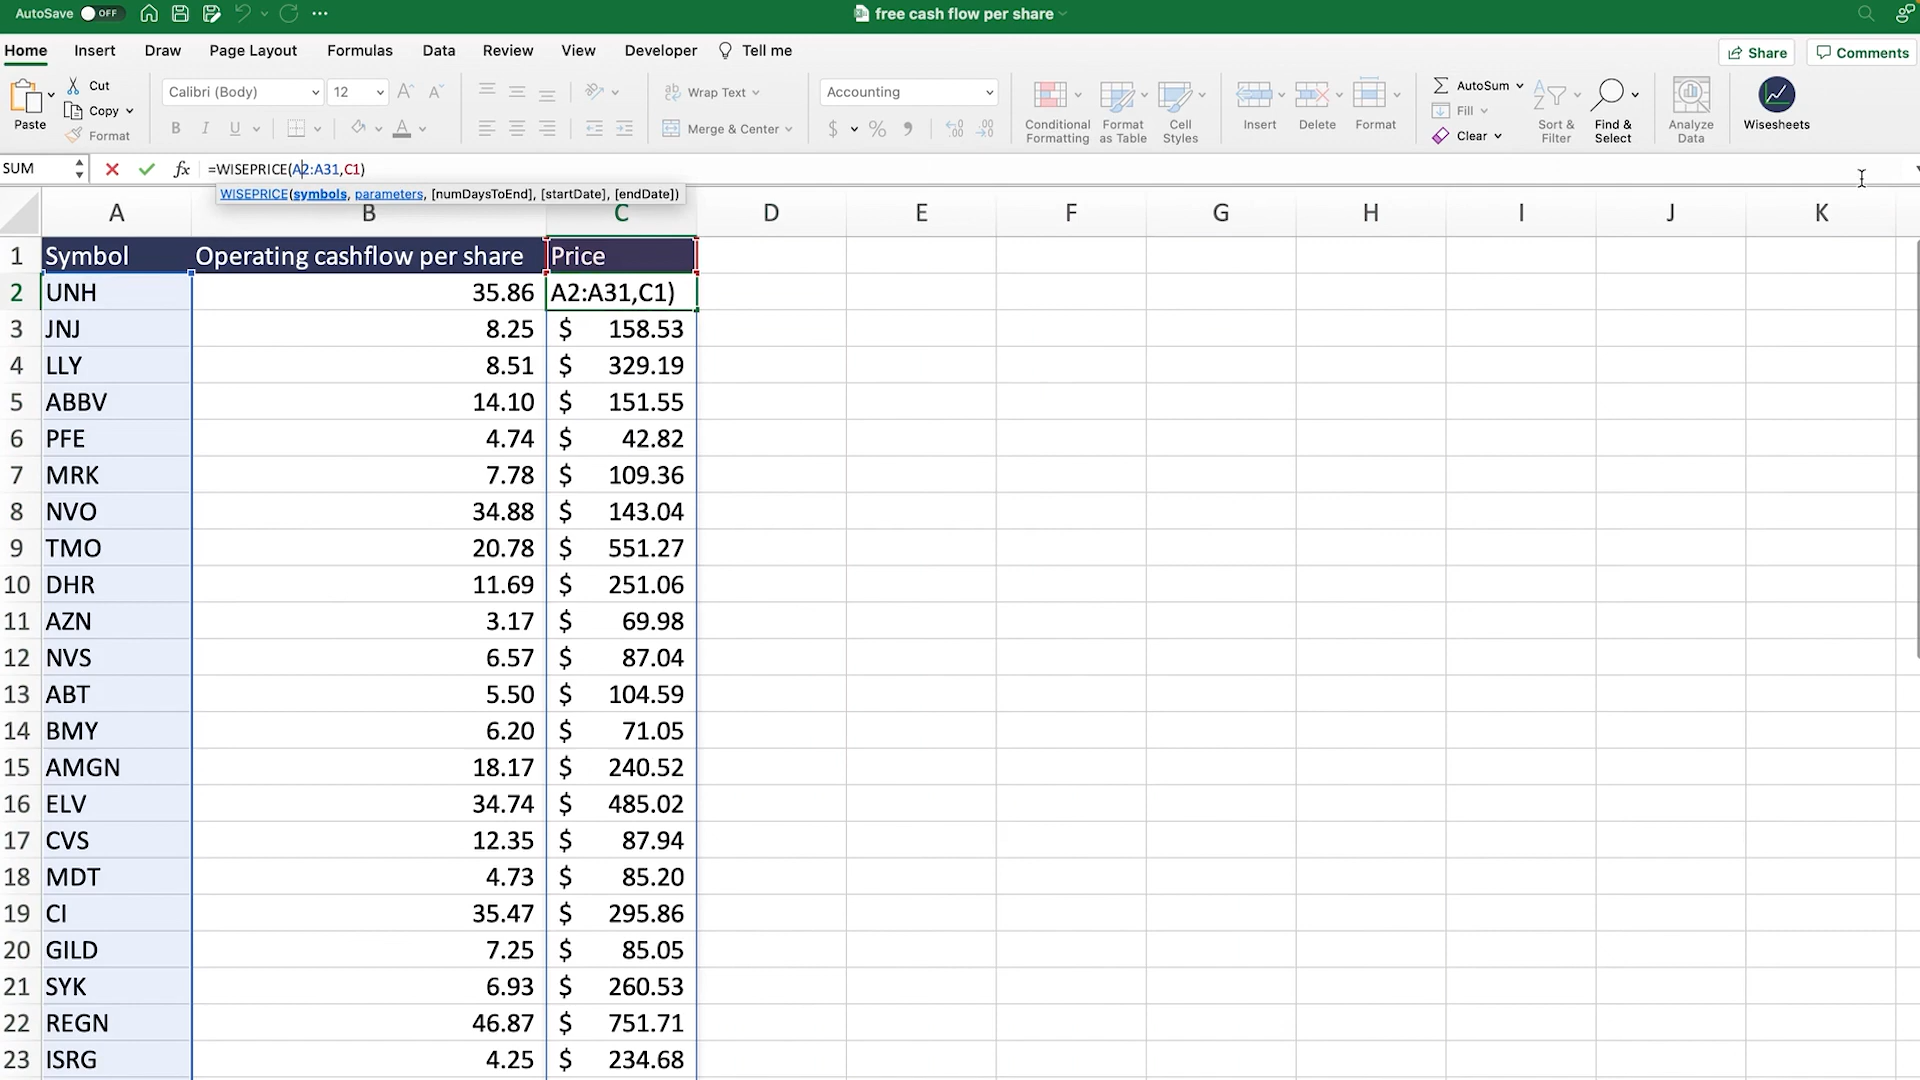 AutoSave OFF free cash flow per share
Home Insert Draw Page Layout Formulas Data Review View Developer Tell me Share Comments
Paste Cut Copy Format
Calibri (Body) 12
B I U
Wrap Text
Merge & Center
Accounting
$ %
Conditional Formatting
Format as Table
Cell Styles
Insert Delete Format
AutoSum
Fill
Clear
Sort & Filter
Find & Select
Analyze Data
Wisesheets
SUM fx =WISEPRICE(A2:A31,C1)
WISEPRICE(symbols, parameters, [numDaysToEnd], [startDate], [endDate])
A B C D E F G H I J K
1 Symbol Operating cashflow per share Price
2 UNH 35.86 A2:A31,C1)
3 JNJ 8.25 $ 158.53
4 LLY 8.51 $ 329.19
5 ABBV 14.10 $ 151.55
6 PFE 4.74 $ 42.82
7 MRK 7.78 $ 109.36
8 NVO 34.88 $ 143.04
9 TMO 20.78 $ 551.27
10 DHR 11.69 $ 251.06
11 AZN 3.17 $ 69.98
12 NVS 6.57 $ 87.04
13 ABT 5.50 $ 104.59
14 BMY 6.20 $ 71.05
15 AMGN 18.17 $ 240.52
16 ELV 34.74 $ 485.02
17 CVS 12.35 $ 87.94
18 MDT 4.73 $ 85.20
19 CI 35.47 $ 295.86
20 GILD 7.25 $ 85.05
21 SYK 6.93 $ 260.53
22 REGN 46.87 $ 751.71
23 ISRG 4.25 $ 234.68